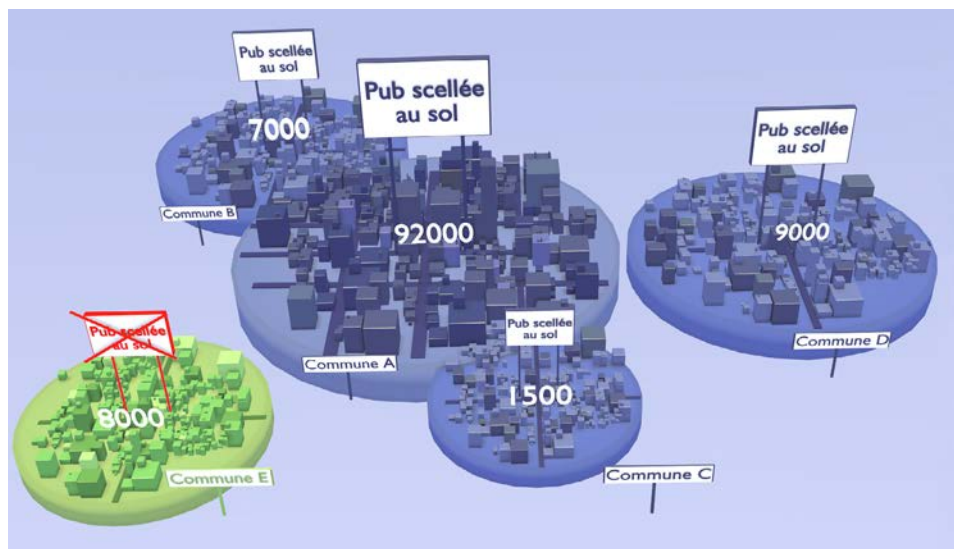 Pub scellée
au sol
7000
Commune B
Pub scellée
au sol
92000
Commune A
Pub scellée
au sol
9000
Commune D
Pub scellée
au sol
1500
Commune C
Pub scellée
au sol
8000
Commune E